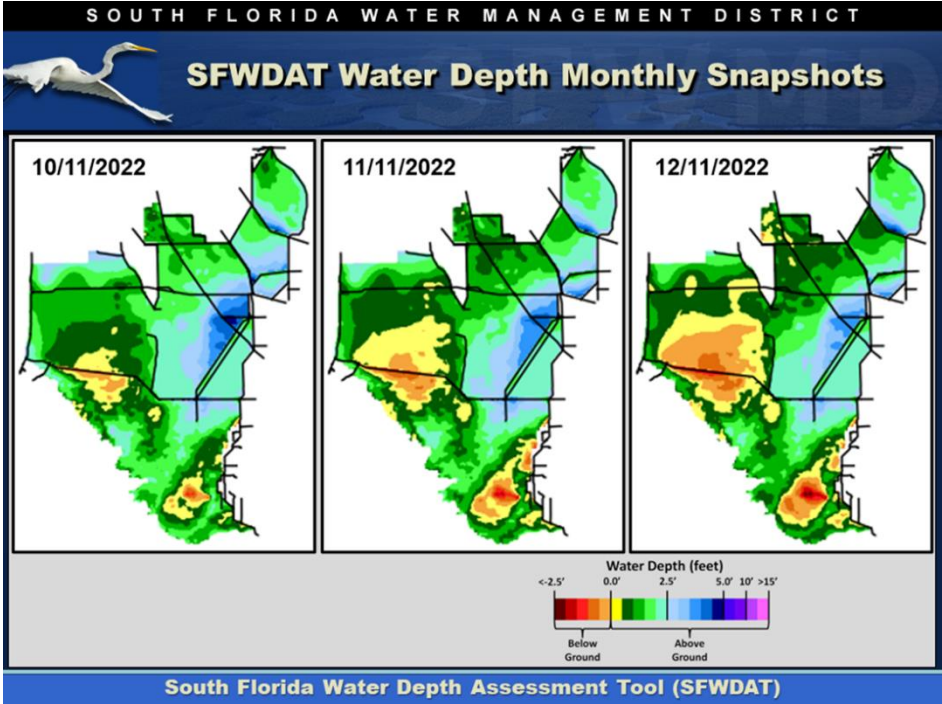 SOUTH FLORIDA WATER MANAGEMENT DISTRICT
SFWDAT Water Depth Monthly Snapshots
10/11/2022
11/11/2022
12/11/2022
Water Depth (feet)
<-2.5' 0.0' 2.5' 5.0' 10' >15'
Below Ground
Above Ground
South Florida Water Depth Assessment Tool (SFWDAT)